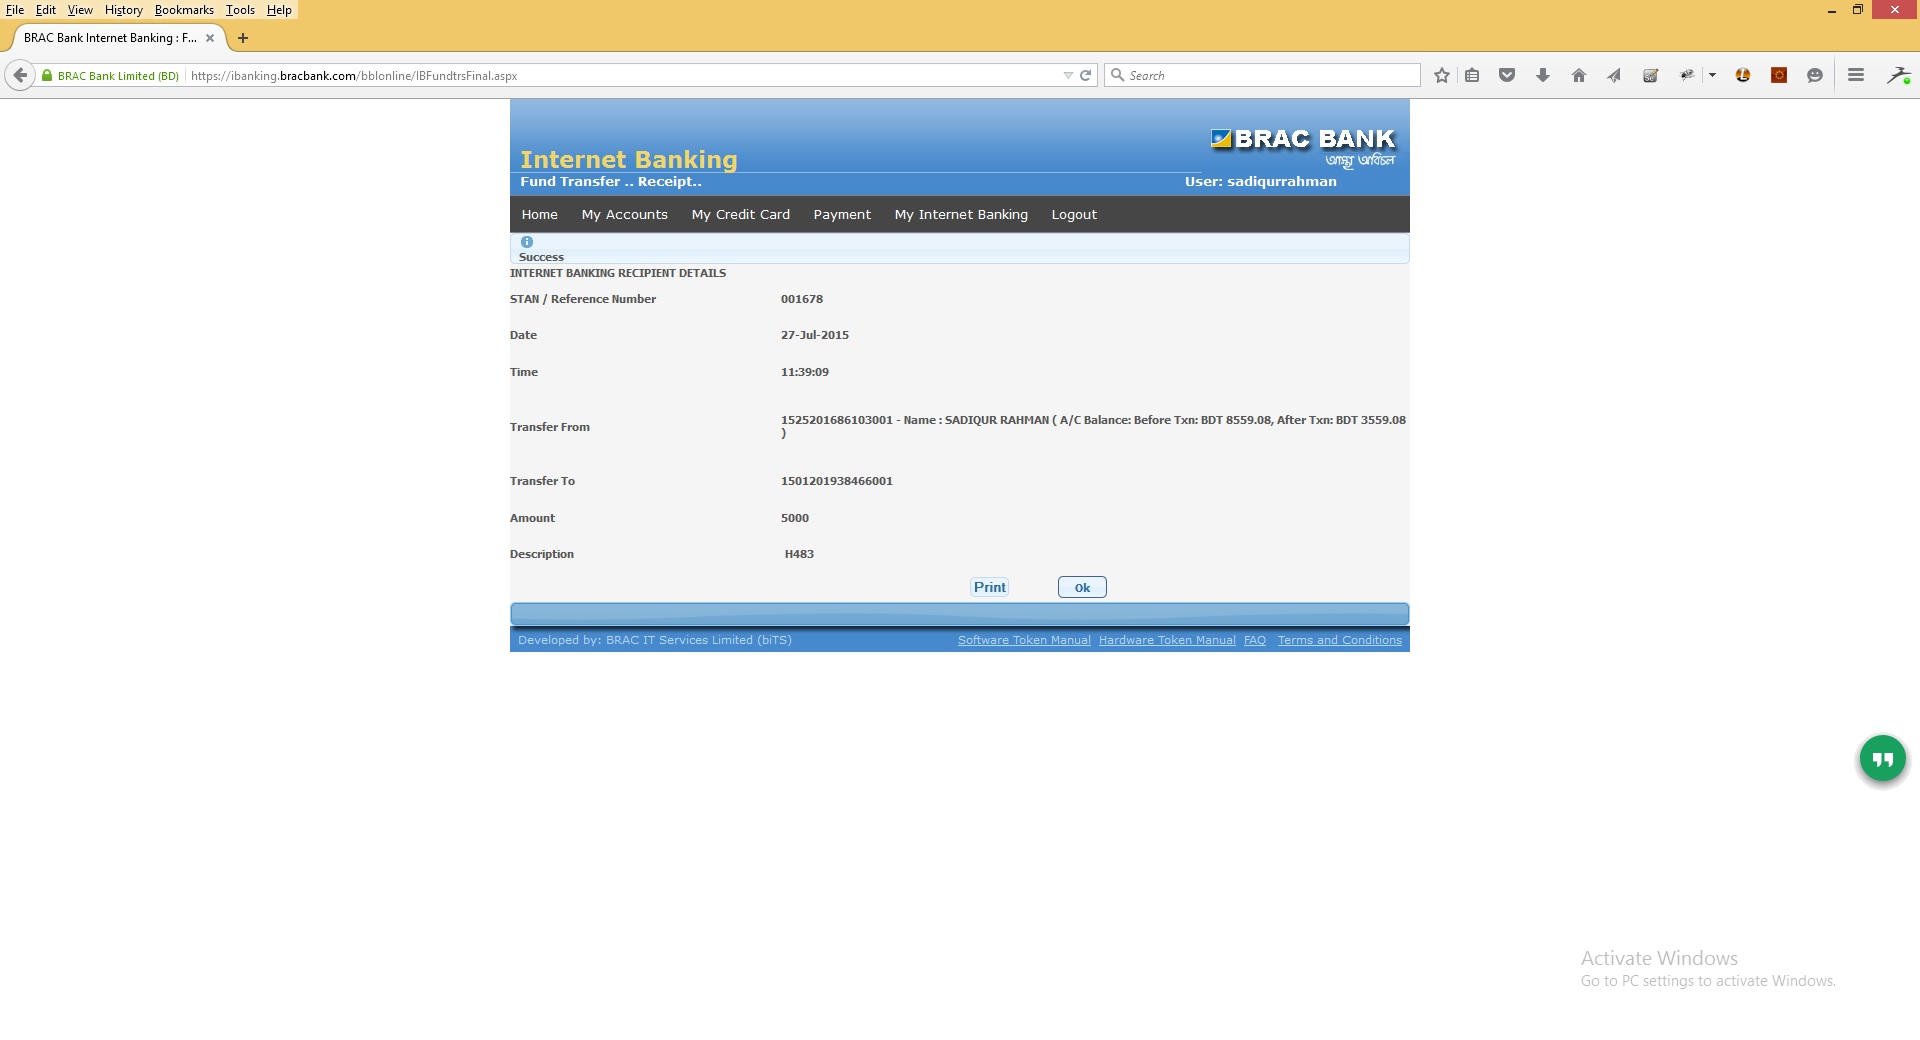 File Edit View History Bookmarks Tools Help
BRAC Bank Internet Banking : F...
BRAC Bank Limited (BD) https://ibanking.bracbank.com/bblonline/IBFundtrsFinal.aspx Search
BRAC BANK
আস্থা অবিচল
Internet Banking
Fund Transfer .. Receipt.. User: sadiqurrahman
Home My Accounts My Credit Card Payment My Internet Banking Logout
Success
INTERNET BANKING RECIPIENT DETAILS
STAN / Reference Number 001678
Date 27-Jul-2015
Time 11:39:09
Transfer From 1525201686103001 - Name : SADIQUR RAHMAN ( A/C Balance: Before Txn: BDT 8559.08, After Txn: BDT 3559.08
)
Transfer To 1501201938466001
Amount 5000
Description H483
Print Ok
Developed by: BRAC IT Services Limited (biTS) Software Token Manual Hardware Token Manual FAQ Terms and Conditions
Activate Windows
Go to PC settings to activate Windows.